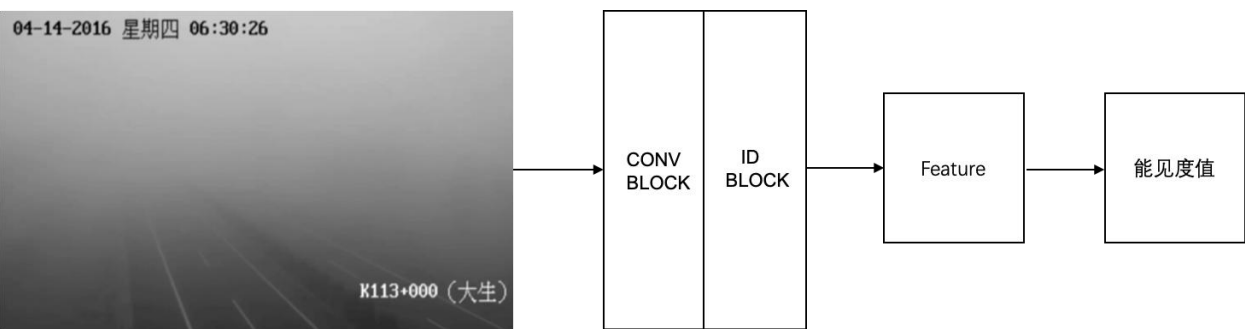 04-14-2016 星期四 06:30:26
K113+000（大生）
CONV
BLOCK
ID
BLOCK
Feature
能见度值